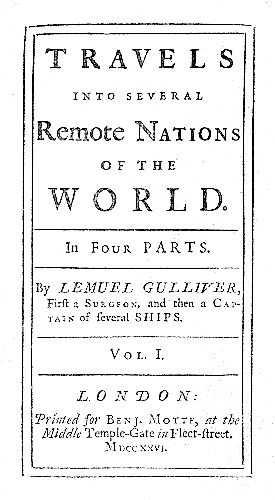 TRAVELS
INTO SEVERAL
Remote NATIONS
OF THE
WORLD.
In FOUR PARTS.
By LEMUEL GULLIVER,
First a SURGEON, and then a CAP-
TAIN of several SHIPS.
VOL. I.
LONDON:
Printed for BENJ. MOTTE, at the
Middle Temple-Gate in Fleet-street.
MDCCXXVI.